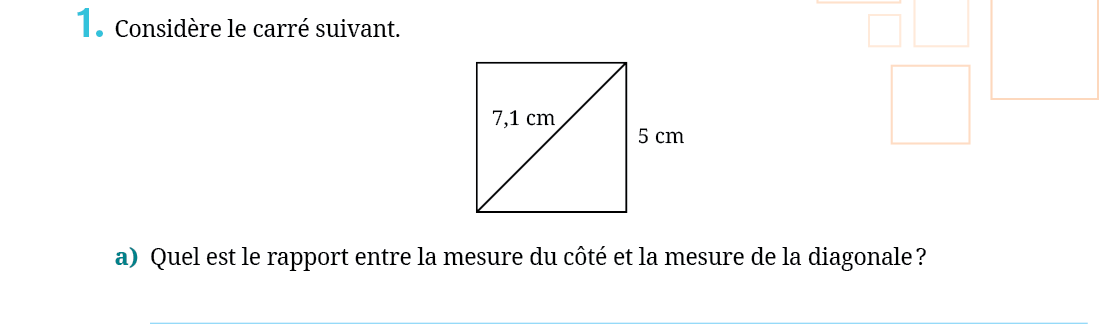 1. Considère le carré suivant.
7,1 cm
5 cm
a) Quel est le rapport entre la mesure du côté et la mesure de la diagonale ?